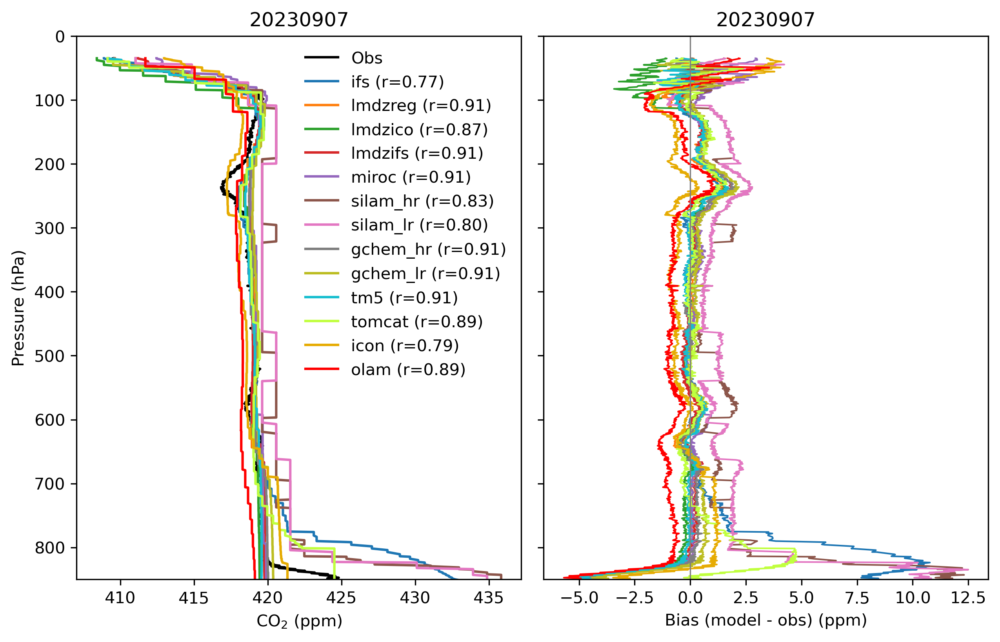 20230907
0
100
200
300
400
500
600
700
800
Pressure (hPa)
410
415
420
425
430
435
CO₂ (ppm)
Obs
ifs (r=0.77)
lmdzreg (r=0.91)
lmdzico (r=0.87)
lmdzifs (r=0.91)
miroc (r=0.91)
silam_hr (r=0.83)
silam_lr (r=0.80)
gchem_hr (r=0.91)
gchem_lr (r=0.91)
tm5 (r=0.91)
tomcat (r=0.89)
icon (r=0.79)
olam (r=0.89)
20230907
−5.0
−2.5
0.0
2.5
5.0
7.5
10.0
12.5
Bias (model - obs) (ppm)